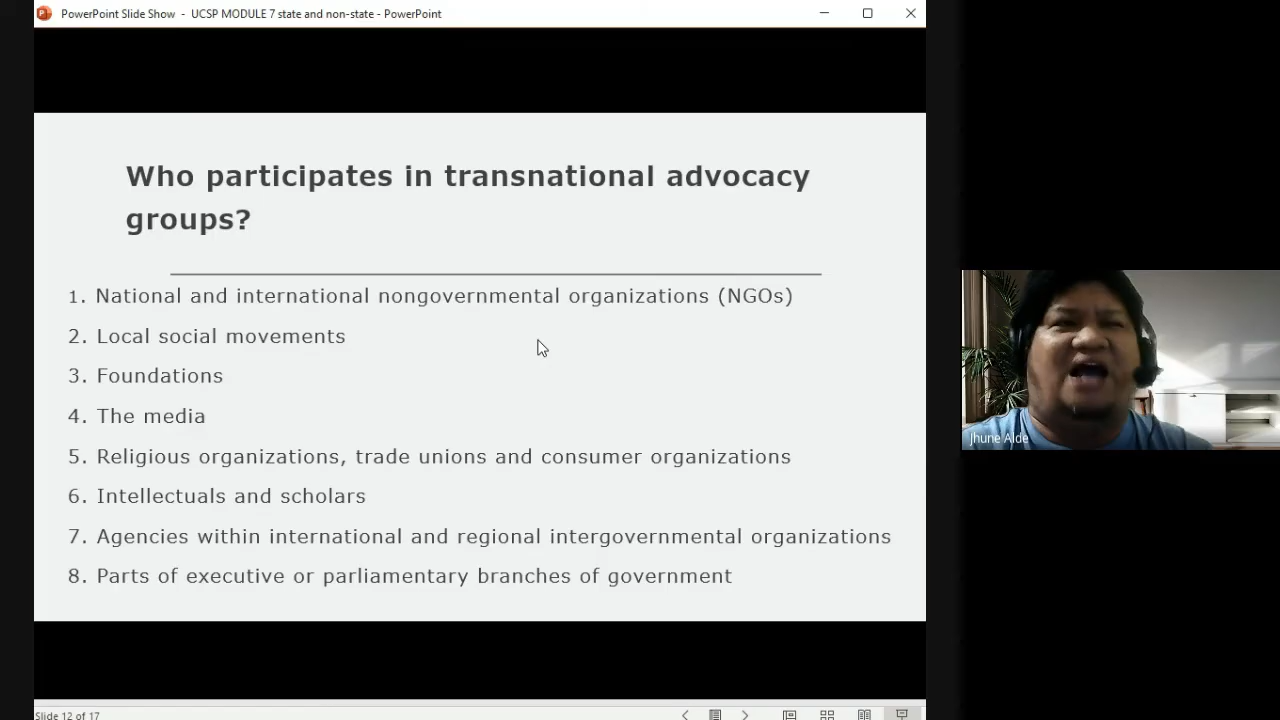 PowerPoint Slide Show - UCSP MODULE 7 state and non-state - PowerPoint
Who participates in transnational advocacy
groups?
1. National and international nongovernmental organizations (NGOs)
2. Local social movements
3. Foundations
4. The media
5. Religious organizations, trade unions and consumer organizations
6. Intellectuals and scholars
7. Agencies within international and regional intergovernmental organizations
8. Parts of executive or parliamentary branches of government
Jhune Alde
Slide 12 of 17